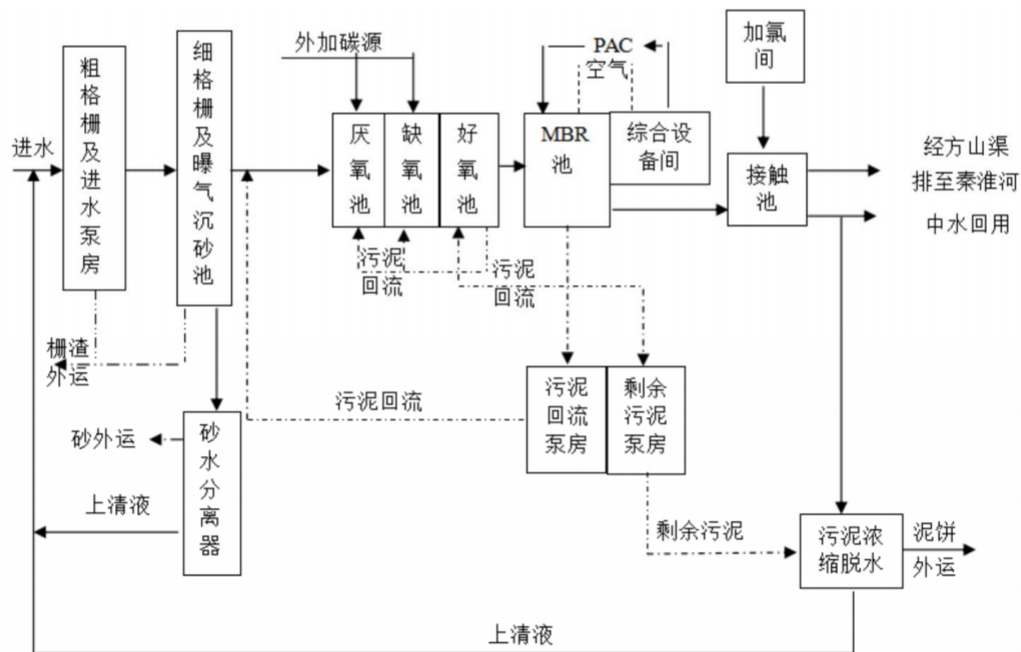 进水
粗格栅及进水泵房
细格栅及曝气沉砂池
外加碳源
厌氧池
缺氧池
好氧池
PAC
空气
MBR
池
综合设
备间
加氯
间
接触
池
经方山渠
排至秦淮河
中水回用
污泥
回流
污泥
回流
栅渣
外运
污泥回流
污泥
回流
泵房
剩余
污泥
泵房
砂外运
砂水分离器
上清液
剩余污泥
污泥浓
缩脱水
泥饼
外运
上清液